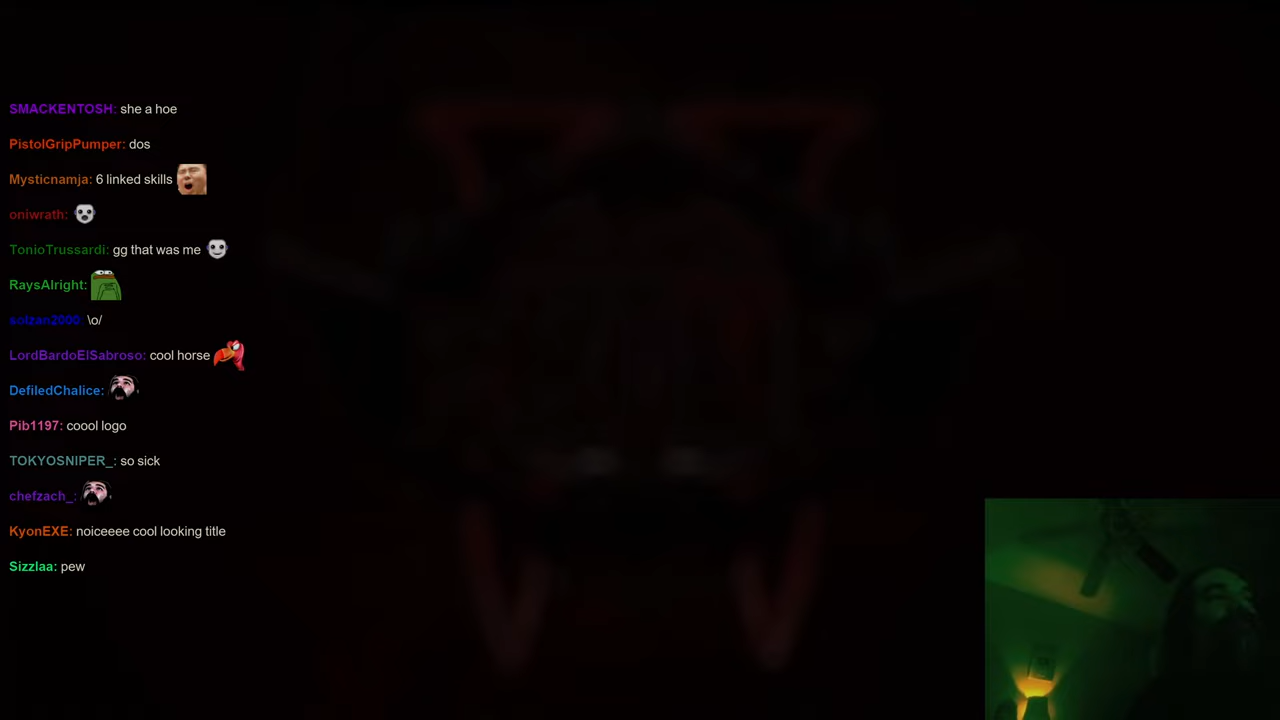 SMACKENTOSH: she a hoe
PistolGripPumper: dos
Mysticnamja: 6 linked skills
oniwrath:
TonioTrussardi: gg that was me
RaysAlright:
solzan2000: \o/
LordBardoElSabroso: cool horse
DefiledChalice:
Pib1197: coool logo
TOKYOSNIPER_: so sick
chefzach_:
KyonEXE: noiceeee cool looking title
Sizzlaa: pew